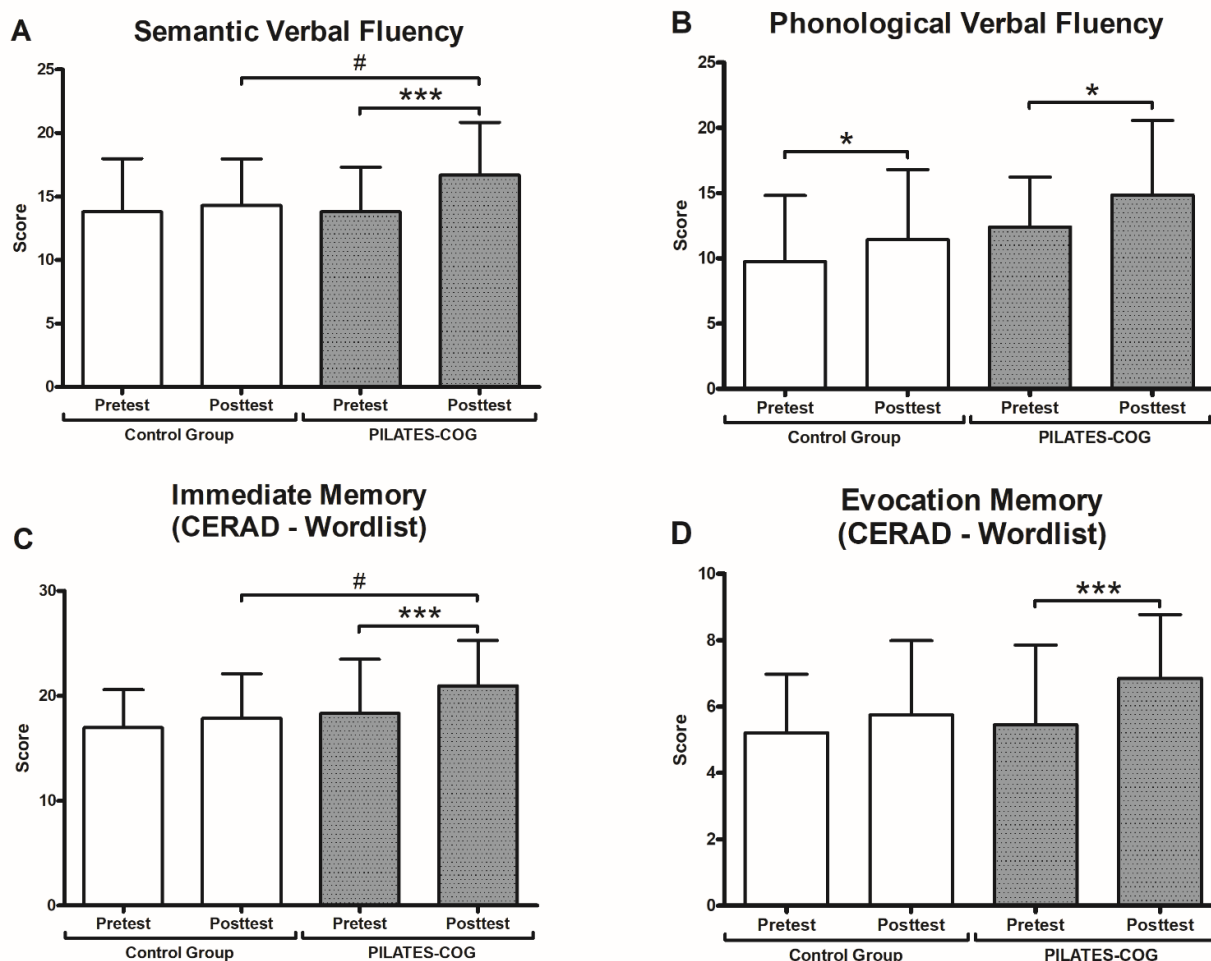 A
Semantic Verbal Fluency
#
***
Score
25
20
15
10
5
0
Pretest
Posttest
Pretest
Posttest
Control Group
PILATES-COG
B
Phonological Verbal Fluency
*
*
Score
25
20
15
10
5
0
Pretest
Posttest
Pretest
Posttest
Control Group
PILATES-COG
C
Immediate Memory
(CERAD - Wordlist)
#
***
Score
30
20
10
0
Pretest
Posttest
Pretest
Posttest
Control Group
PILATES-COG
D
Evocation Memory
(CERAD - Wordlist)
***
Score
10
8
6
4
2
0
Pretest
Posttest
Pretest
Posttest
Control Group
PILATES-COG